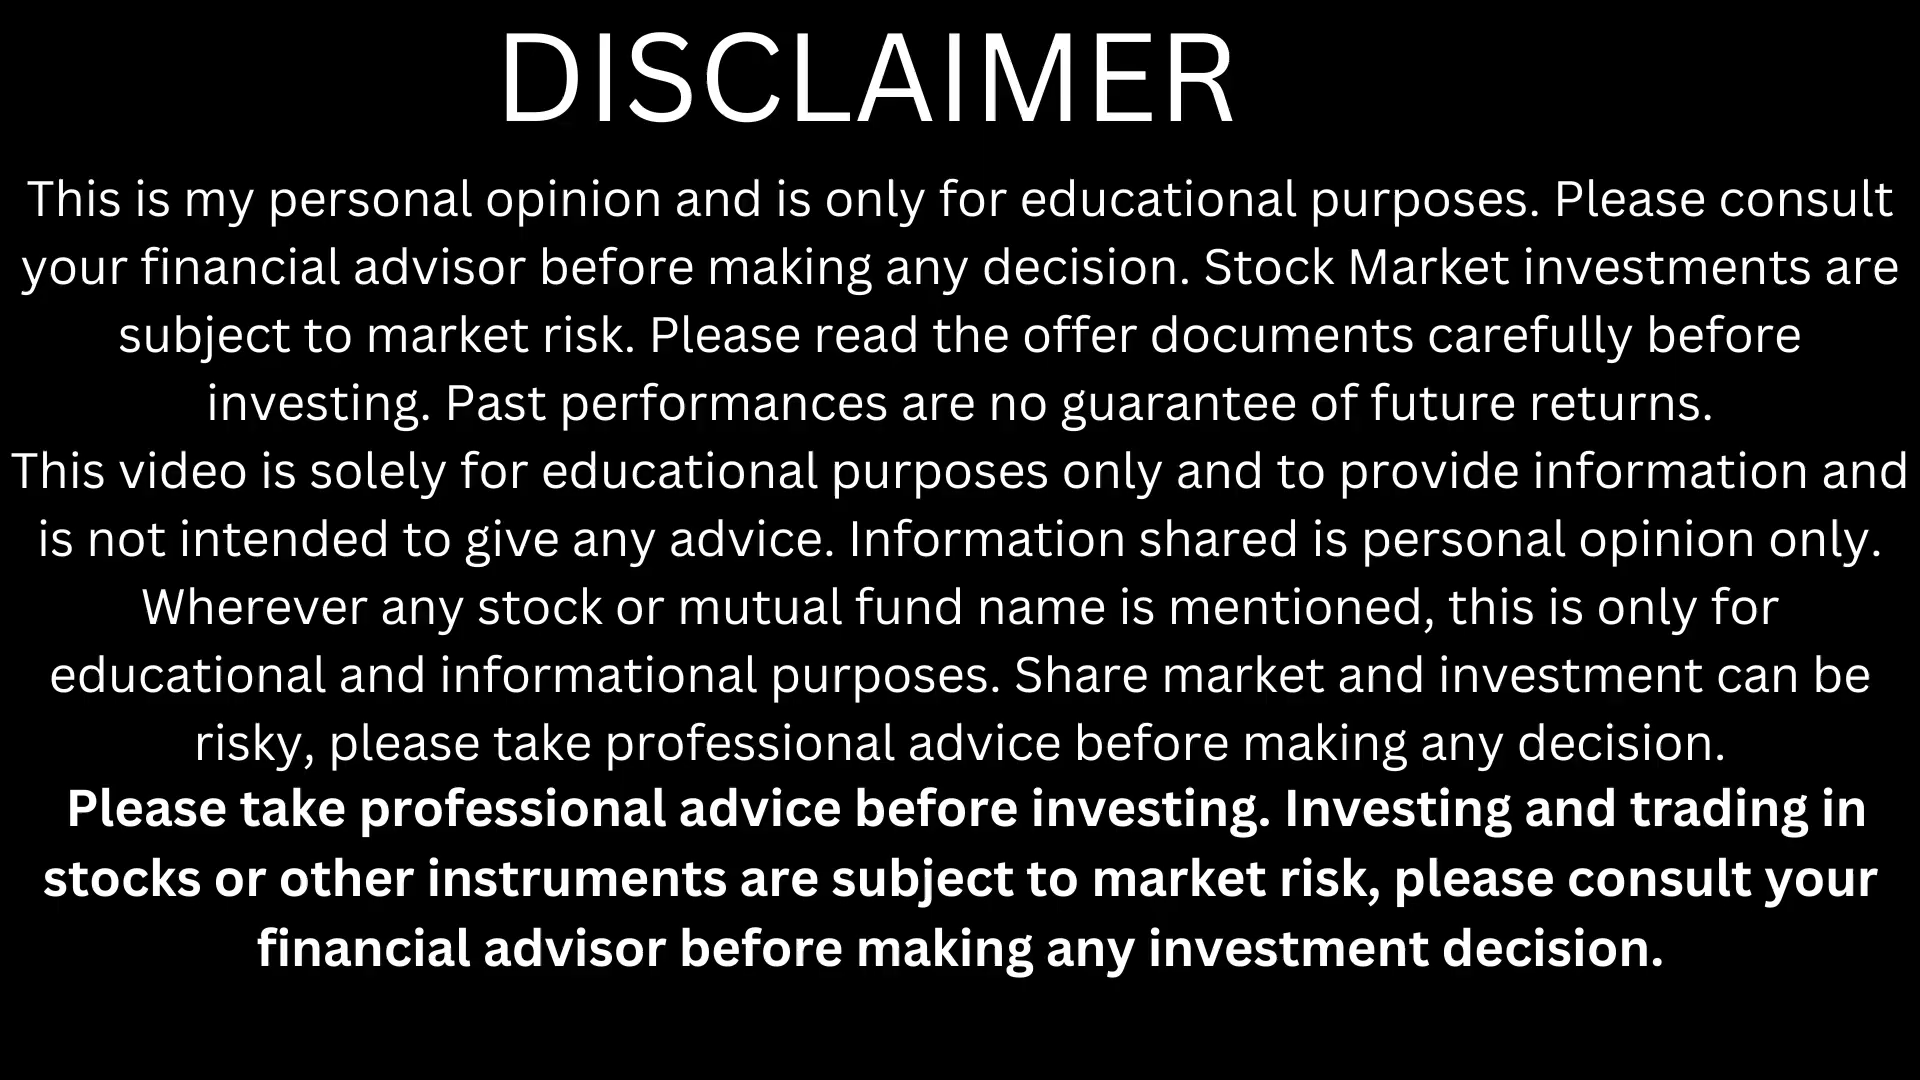 DISCLAIMER
This is my personal opinion and is only for educational purposes. Please consult
your financial advisor before making any decision. Stock Market investments are
subject to market risk. Please read the offer documents carefully before
investing. Past performances are no guarantee of future returns.
This video is solely for educational purposes only and to provide information and
is not intended to give any advice. Information shared is personal opinion only.
Wherever any stock or mutual fund name is mentioned, this is only for
educational and informational purposes. Share market and investment can be
risky, please take professional advice before making any decision.
Please take professional advice before investing. Investing and trading in
stocks or other instruments are subject to market risk, please consult your
financial advisor before making any investment decision.